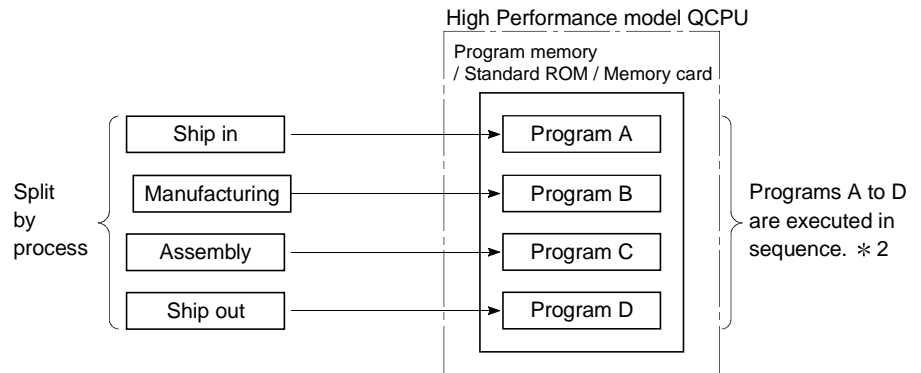 High Performance model QCPU
Program memory
/ Standard ROM / Memory card
Split
by
process
Ship in
Manufacturing
Assembly
Ship out
Program A
Program B
Program C
Program D
Programs A to D
are executed in
sequence. ＊2